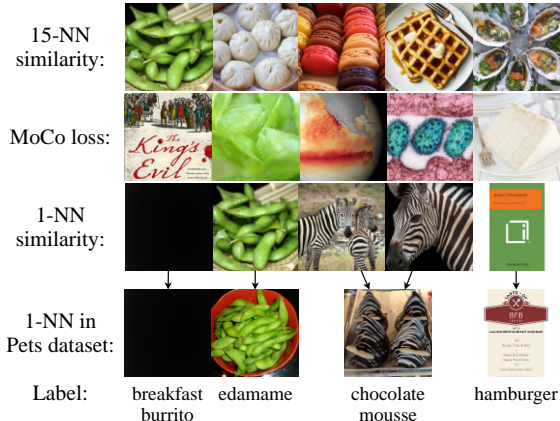 15-NN
similarity:
MoCo loss:
The
King's
Evil
1-NN
similarity:
1-NN in
Pets dataset:
BFB
Label:
breakfast
burrito
edamame
chocolate
mousse
hamburger